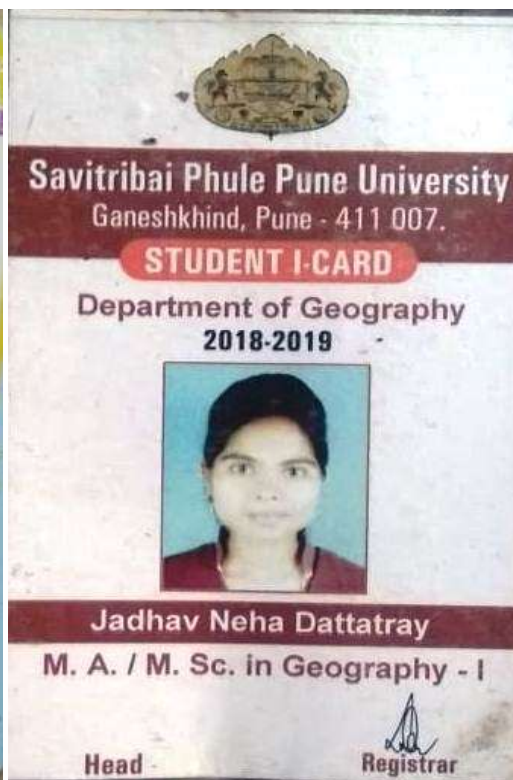 Savitribai Phule Pune University
Ganeshkhind, Pune - 411 007.
STUDENT I-CARD
Department of Geography
2018-2019
Jadhav Neha Dattatray
M. A. / M. Sc. in Geography - I
Head
Registrar